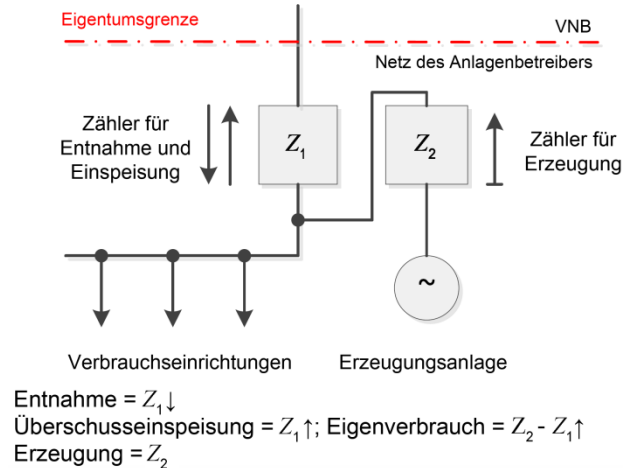 Eigentumsgrenze
VNB
Netz des Anlagenbetreibers
Zähler für
Entnahme und
Einspeisung
Z1
Z2
Zähler für
Erzeugung
~
Verbrauchseinrichtungen
Erzeugungsanlage
Entnahme = Z1↓
Überschusseinspeisung = Z1↑; Eigenverbrauch = Z2 - Z1↑
Erzeugung = Z2